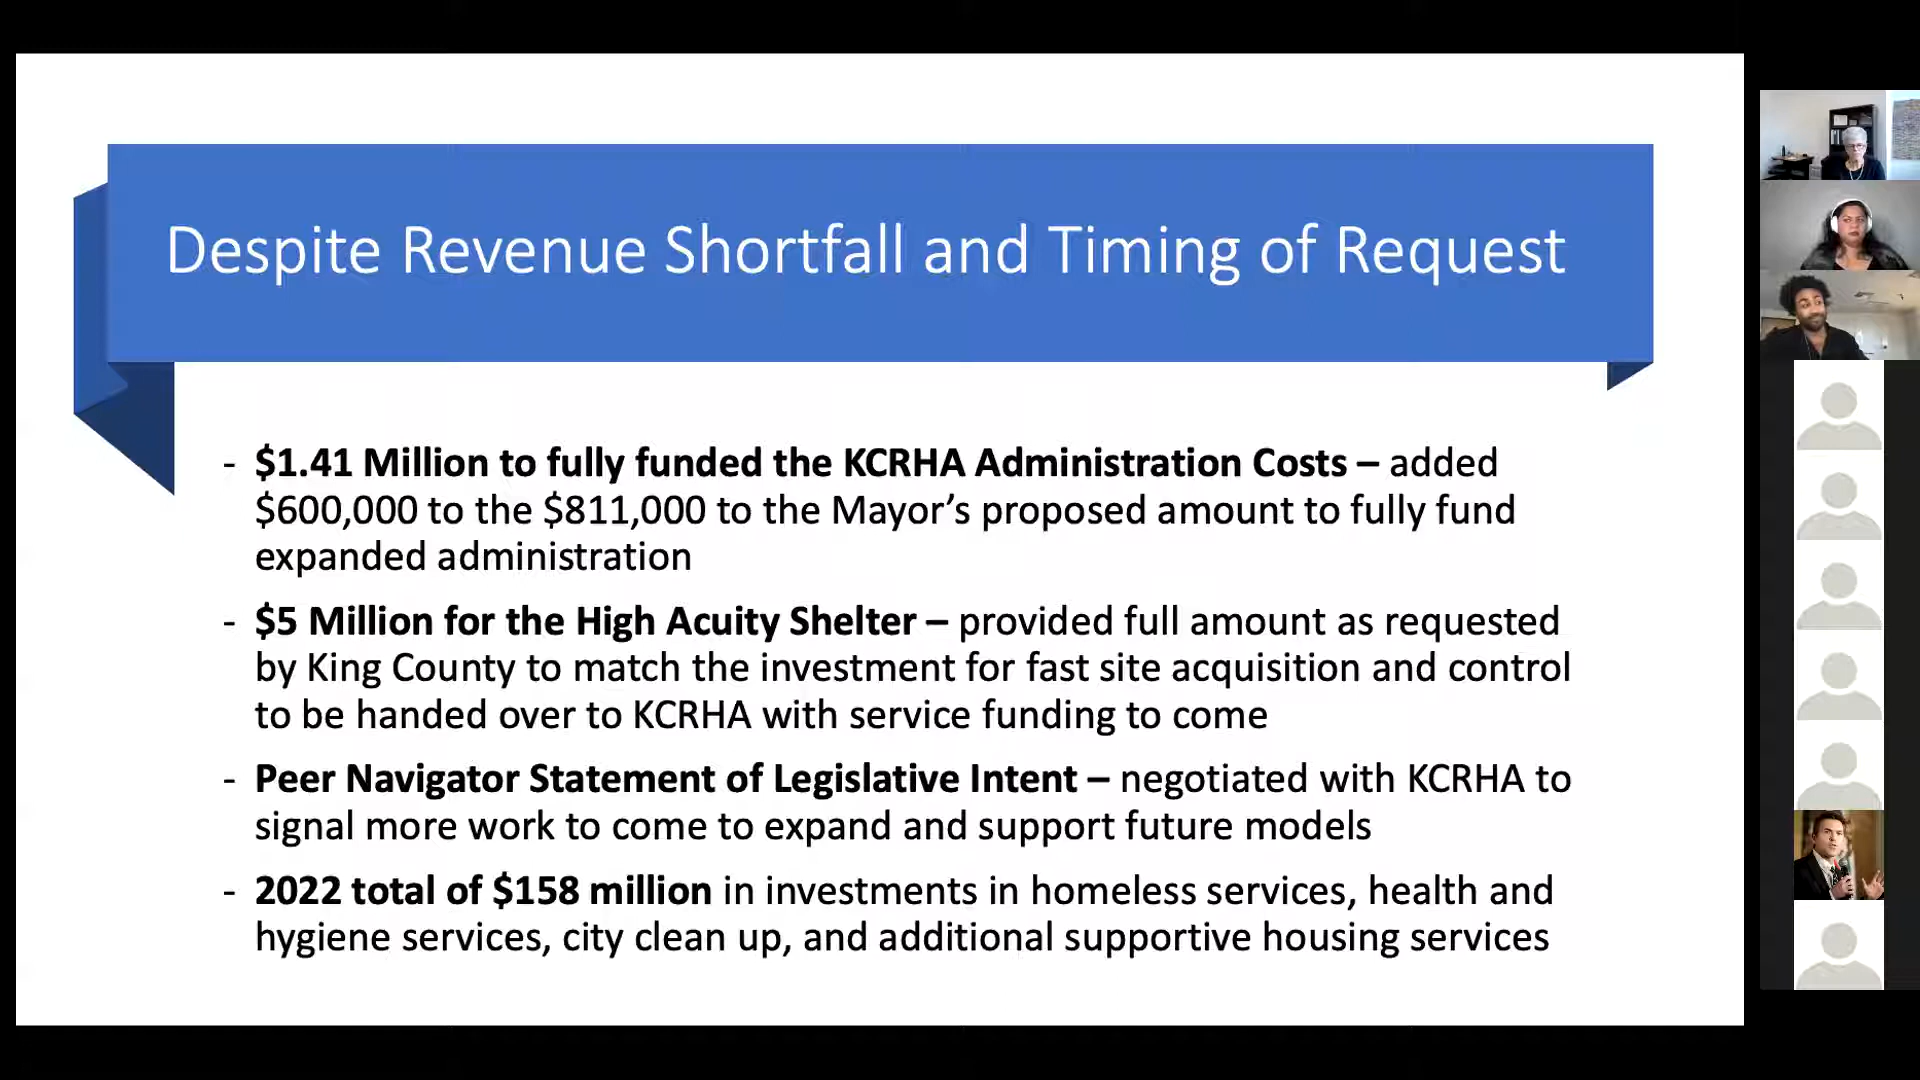 Despite Revenue Shortfall and Timing of Request
- $1.41 Million to fully funded the KCRHA Administration Costs – added
$600,000 to the $811,000 to the Mayor’s proposed amount to fully fund
expanded administration
- $5 Million for the High Acuity Shelter – provided full amount as requested
by King County to match the investment for fast site acquisition and control
to be handed over to KCRHA with service funding to come
- Peer Navigator Statement of Legislative Intent – negotiated with KCRHA to
signal more work to come to expand and support future models
- 2022 total of $158 million in investments in homeless services, health and
hygiene services, city clean up, and additional supportive housing services